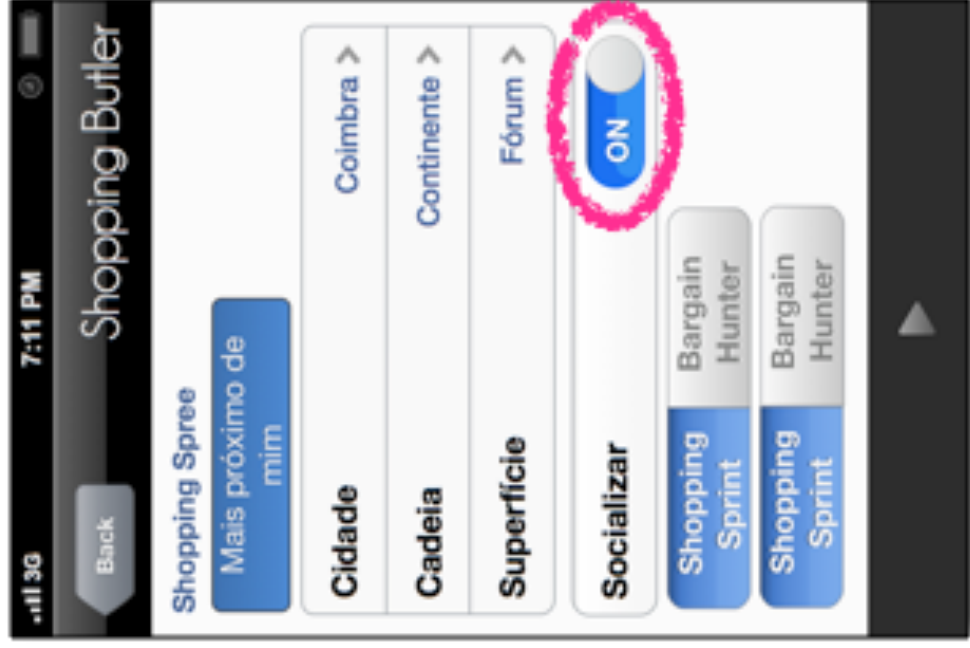 3G 7:11 PM
Back Shopping Butler
Shopping Spree
Mais próximo de
mim
Cidade Coimbra >
Cadeia Continente >
Superfície Fórum >
Socializar ON
Shopping Bargain
Sprint Hunter
Shopping Bargain
Sprint Hunter